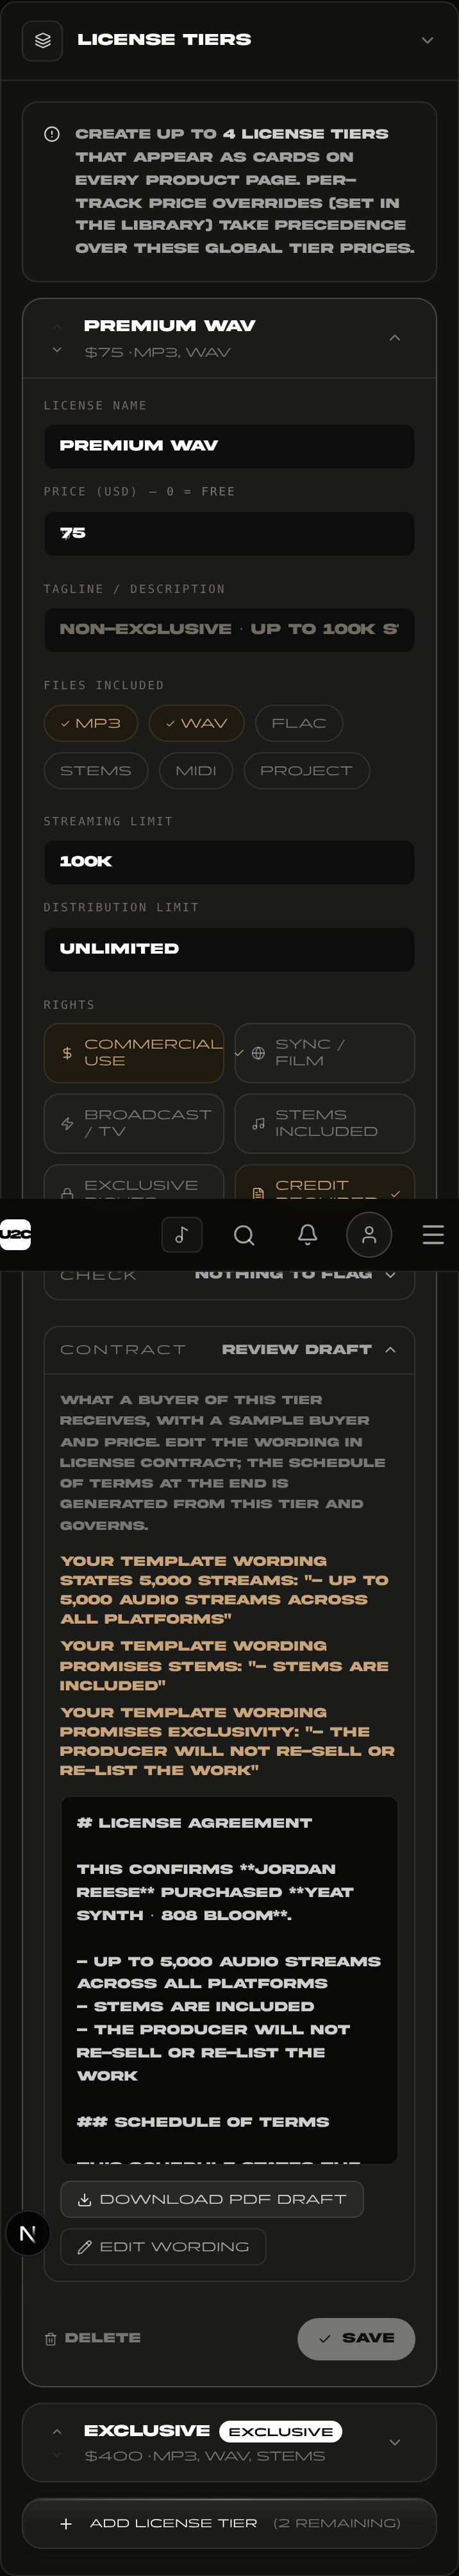 LICENSE TIERS
CREATE UP TO 4 LICENSE TIERS
THAT APPEAR AS CARDS ON
EVERY PRODUCT PAGE. PER-
TRACK PRICE OVERRIDES (SET IN
THE LIBRARY) TAKE PRECEDENCE
OVER THESE GLOBAL TIER PRICES.
PREMIUM WAV
$75 · MP3, WAV
LICENSE NAME
PREMIUM WAV
PRICE (USD) — 0 = FREE
75
TAGLINE / DESCRIPTION
NON-EXCLUSIVE · UP TO 100K
FILES INCLUDED
✓ MP3 ✓ WAV FLAC
STEMS MIDI PROJECT
STREAMING LIMIT
100K
DISTRIBUTION LIMIT
UNLIMITED
RIGHTS
COMMERCIAL
USE
SYNC /
FILM
BROADCAST
/ TV
STEMS
INCLUDED
EXCLUSIVE
RIGHTS
CREDIT
REQUIRED
U2C
CHECK NOTHING TO FLAG
CONTRACT REVIEW DRAFT
WHAT A BUYER OF THIS TIER
RECEIVES, WITH A SAMPLE BUYER
AND PRICE. EDIT THE WORDING IN
LICENSE CONTRACT; THE SCHEDULE
OF TERMS AT THE END IS
GENERATED FROM THIS TIER AND
GOVERNS.
YOUR TEMPLATE WORDING
STATES 5,000 STREAMS: "- UP TO
5,000 AUDIO STREAMS ACROSS
ALL PLATFORMS"
YOUR TEMPLATE WORDING
PROMISES STEMS: "- STEMS ARE
INCLUDED"
YOUR TEMPLATE WORDING
PROMISES EXCLUSIVITY: "- THE
PRODUCER WILL NOT RE-SELL OR
RE-LIST THE WORK"
# LICENSE AGREEMENT
THIS CONFIRMS **JORDAN
REESE** PURCHASED **YEAT
SYNTH · 808 BLOOM**.
- UP TO 5,000 AUDIO STREAMS
ACROSS ALL PLATFORMS
- STEMS ARE INCLUDED
- THE PRODUCER WILL NOT
RE-SELL OR RE-LIST THE
WORK
## SCHEDULE OF TERMS
THIS SCHEDULE STATES THE
DOWNLOAD PDF DRAFT
N
EDIT WORDING
DELETE
SAVE
EXCLUSIVE EXCLUSIVE
$400 · MP3, WAV, STEMS
+ ADD LICENSE TIER (2 REMAINING)